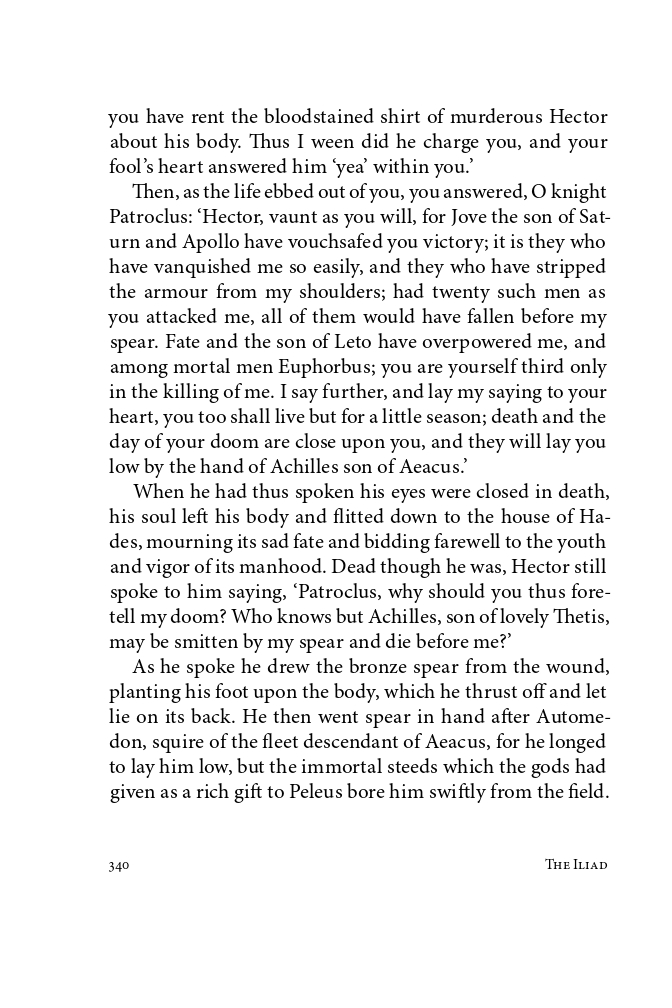 you have rent the bloodstained shirt of murderous Hector
about his body. Thus I ween did he charge you, and your
fool’s heart answered him ‘yea’ within you.’
Then, as the life ebbed out of you, you answered, O knight
Patroclus: ‘Hector, vaunt as you will, for Jove the son of Sat-
urn and Apollo have vouchsafed you victory; it is they who
have vanquished me so easily, and they who have stripped
the armour from my shoulders; had twenty such men as
you attacked me, all of them would have fallen before my
spear. Fate and the son of Leto have overpowered me, and
among mortal men Euphorbus; you are yourself third only
in the killing of me. I say further, and lay my saying to your
heart, you too shall live but for a little season; death and the
day of your doom are close upon you, and they will lay you
low by the hand of Achilles son of Aeacus.’
When he had thus spoken his eyes were closed in death,
his soul left his body and flitted down to the house of Ha-
des, mourning its sad fate and bidding farewell to the youth
and vigor of its manhood. Dead though he was, Hector still
spoke to him saying, ‘Patroclus, why should you thus fore-
tell my doom? Who knows but Achilles, son of lovely Thetis,
may be smitten by my spear and die before me?’
As he spoke he drew the bronze spear from the wound,
planting his foot upon the body, which he thrust off and let
lie on its back. He then went spear in hand after Autome-
don, squire of the fleet descendant of Aeacus, for he longed
to lay him low, but the immortal steeds which the gods had
given as a rich gift to Peleus bore him swiftly from the field.
340 The Iliad